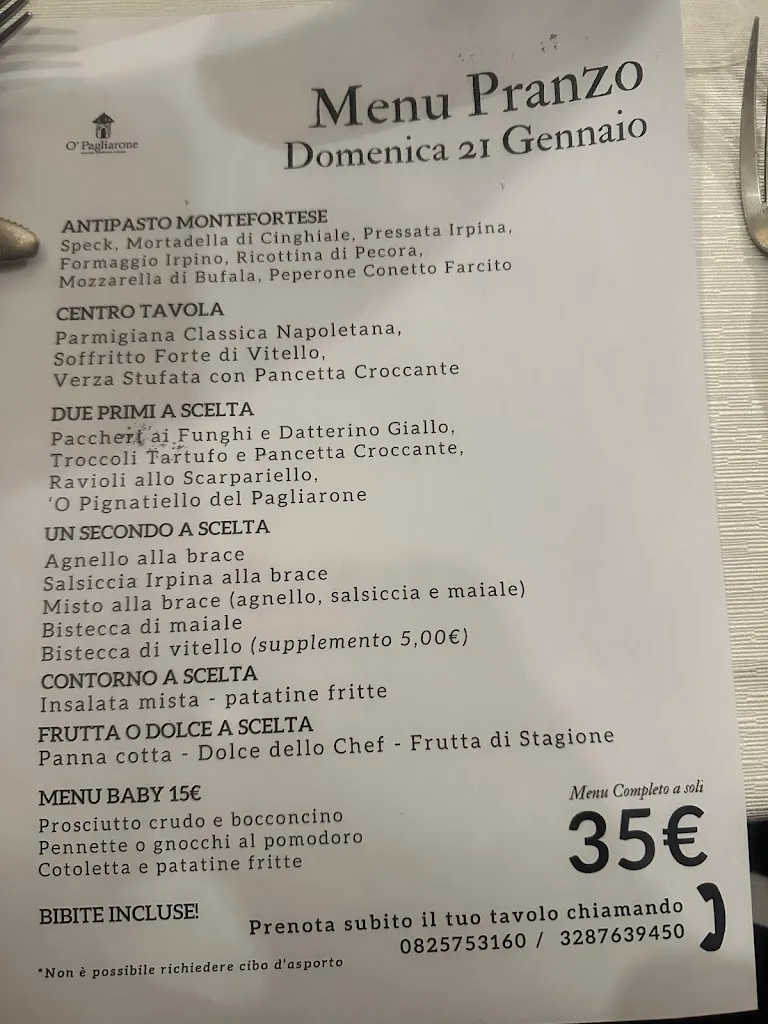 O' Pagliarone
Menu Pranzo
Domenica 21 Gennaio
ANTIPASTO MONTEFORTESE
Speck, Mortadella di Cinghiale, Pressata Irpina,
Formaggio Irpino, Ricottina di Pecora,
Mozzarella di Bufala, Peperone Conetto Farcito
CENTRO TAVOLA
Parmigiana Classica Napoletana,
Soffritto Forte di Vitello,
Verza Stufata con Pancetta Croccante
DUE PRIMI A SCELTA
Paccheri ai Funghi e Datterino Giallo,
Troccoli Tartufo e Pancetta Croccante,
Ravioli allo Scarpariello,
‘O Pignatiello del Pagliarone
UN SECONDO A SCELTA
Agnello alla brace
Salsiccia Irpina alla brace
Misto alla brace (agnello, salsiccia e maiale)
Bistecca di maiale
Bistecca di vitello (supplemento 5,00€)
CONTORNO A SCELTA
Insalata mista - patatine fritte
FRUTTA O DOLCE A SCELTA
Panna cotta - Dolce dello Chef - Frutta di Stagione
MENU BABY 15€
Prosciutto crudo e bocconcino
Pennette o gnocchi al pomodoro
Cotoletta e patatine fritte
Menu Completo a soli
35€
BIBITE INCLUSE!
Prenota subito il tuo tavolo chiamando
0825753160 / 3287639450
*Non è possibile richiedere cibo d'asporto